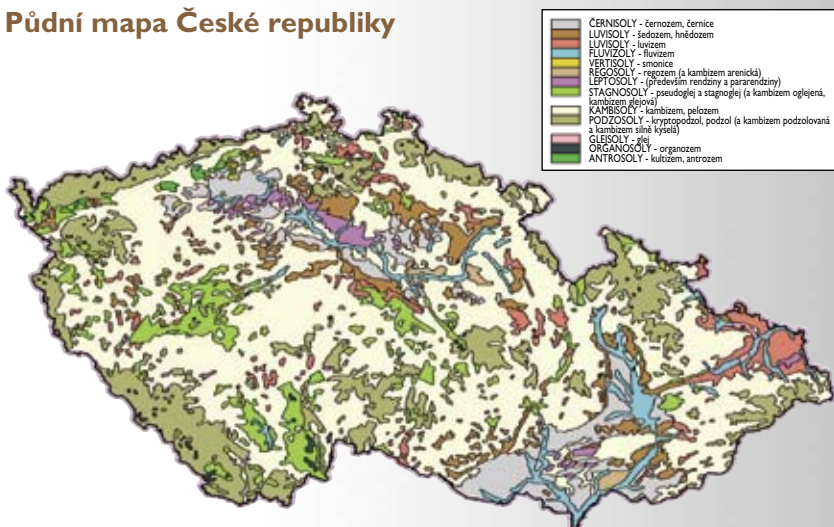 Půdní mapa České republiky
ČERNISOLY - černozem, černice
LUVISOLY - šedozem, hnědozem
LUVISOLY - luvizem
FLUVIZOLY - fluvizem
VERTISOLY - smonice
REGOSOLY - regozem (a kambizem arenická)
LEPTOSOLY - (především rendziny a pararendziny)
STAGNOSOLY - pseudoglej a stagnoglej (a kambizem oglejená,
kambizem glejová)
KAMBISOLY - kambizem, pelozem
PODZOSOLY - kryptopodzol, podzol (a kambizem podzolovaná
a kambizem silně kyselá)
GLEJSOLY - glej
ORGANOSOLY - organozem
ANTROSOLY - kultizem, antrozem